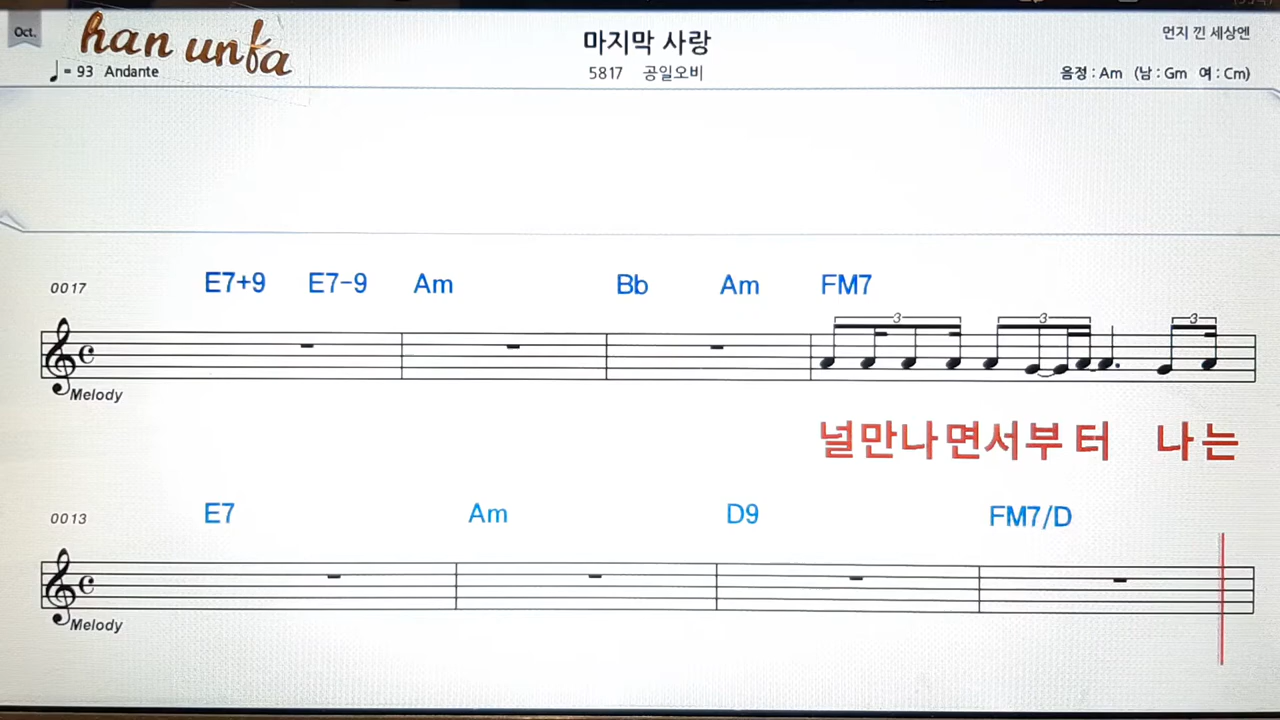 Oct.
han unfa
마지막 사랑
먼지 낀 세상엔
♩ = 93 Andante
5817 공일오비
음정 : Am (남 : Gm 여 : Cm)
0017 E7+9 E7-9 Am Bb Am FM7
3 3 3
Melody
널만나면서부터 나는
0013 E7 Am D9 FM7/D
Melody